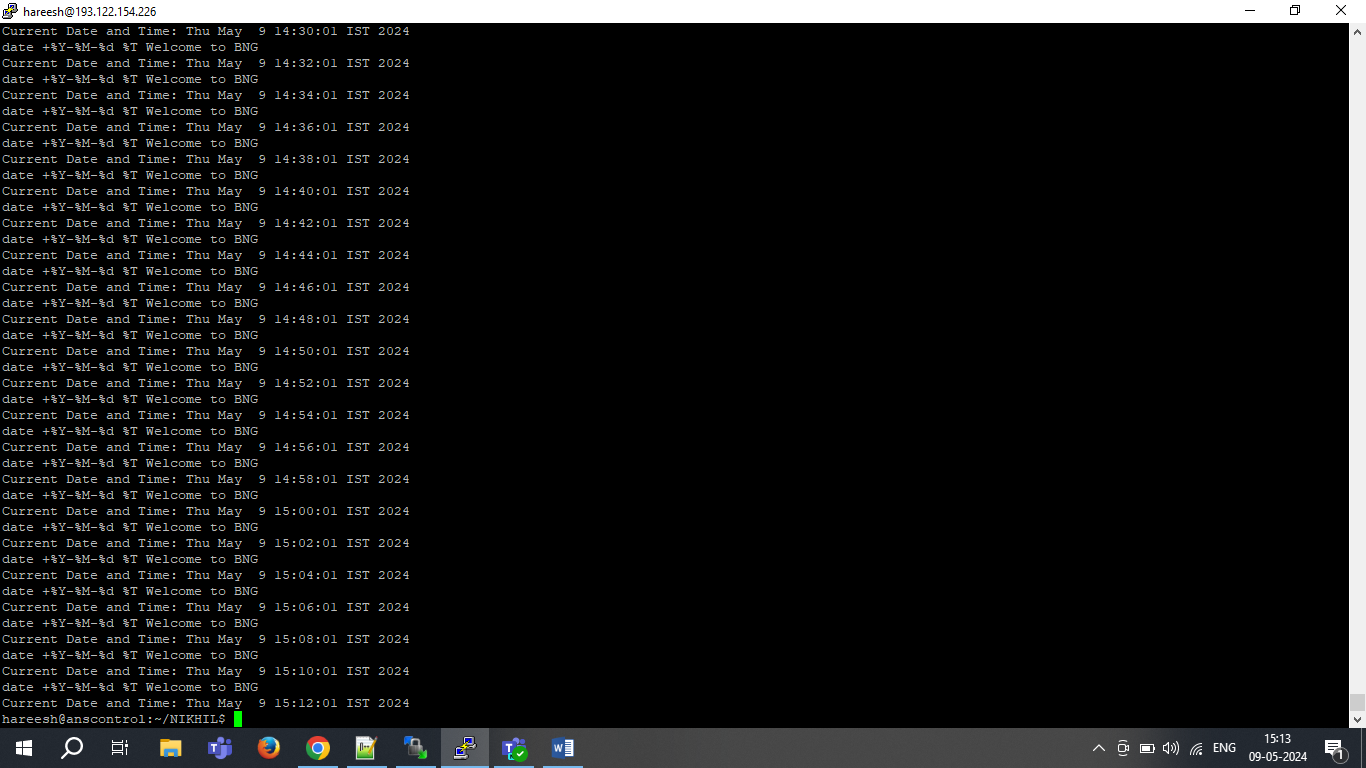 hareesh@193.122.154.226
Current Date and Time: Thu May  9 14:30:01 IST 2024
date +%Y-%M-%d %T Welcome to BNG
Current Date and Time: Thu May  9 14:32:01 IST 2024
date +%Y-%M-%d %T Welcome to BNG
Current Date and Time: Thu May  9 14:34:01 IST 2024
date +%Y-%M-%d %T Welcome to BNG
Current Date and Time: Thu May  9 14:36:01 IST 2024
date +%Y-%M-%d %T Welcome to BNG
Current Date and Time: Thu May  9 14:38:01 IST 2024
date +%Y-%M-%d %T Welcome to BNG
Current Date and Time: Thu May  9 14:40:01 IST 2024
date +%Y-%M-%d %T Welcome to BNG
Current Date and Time: Thu May  9 14:42:01 IST 2024
date +%Y-%M-%d %T Welcome to BNG
Current Date and Time: Thu May  9 14:44:01 IST 2024
date +%Y-%M-%d %T Welcome to BNG
Current Date and Time: Thu May  9 14:46:01 IST 2024
date +%Y-%M-%d %T Welcome to BNG
Current Date and Time: Thu May  9 14:48:01 IST 2024
date +%Y-%M-%d %T Welcome to BNG
Current Date and Time: Thu May  9 14:50:01 IST 2024
date +%Y-%M-%d %T Welcome to BNG
Current Date and Time: Thu May  9 14:52:01 IST 2024
date +%Y-%M-%d %T Welcome to BNG
Current Date and Time: Thu May  9 14:54:01 IST 2024
date +%Y-%M-%d %T Welcome to BNG
Current Date and Time: Thu May  9 14:56:01 IST 2024
date +%Y-%M-%d %T Welcome to BNG
Current Date and Time: Thu May  9 14:58:01 IST 2024
date +%Y-%M-%d %T Welcome to BNG
Current Date and Time: Thu May  9 15:00:01 IST 2024
date +%Y-%M-%d %T Welcome to BNG
Current Date and Time: Thu May  9 15:02:01 IST 2024
date +%Y-%M-%d %T Welcome to BNG
Current Date and Time: Thu May  9 15:04:01 IST 2024
date +%Y-%M-%d %T Welcome to BNG
Current Date and Time: Thu May  9 15:06:01 IST 2024
date +%Y-%M-%d %T Welcome to BNG
Current Date and Time: Thu May  9 15:08:01 IST 2024
date +%Y-%M-%d %T Welcome to BNG
Current Date and Time: Thu May  9 15:10:01 IST 2024
date +%Y-%M-%d %T Welcome to BNG
Current Date and Time: Thu May  9 15:12:01 IST 2024
hareesh@anscontrol:~/NIKHIL$
ENG
15:13
09-05-2024
1